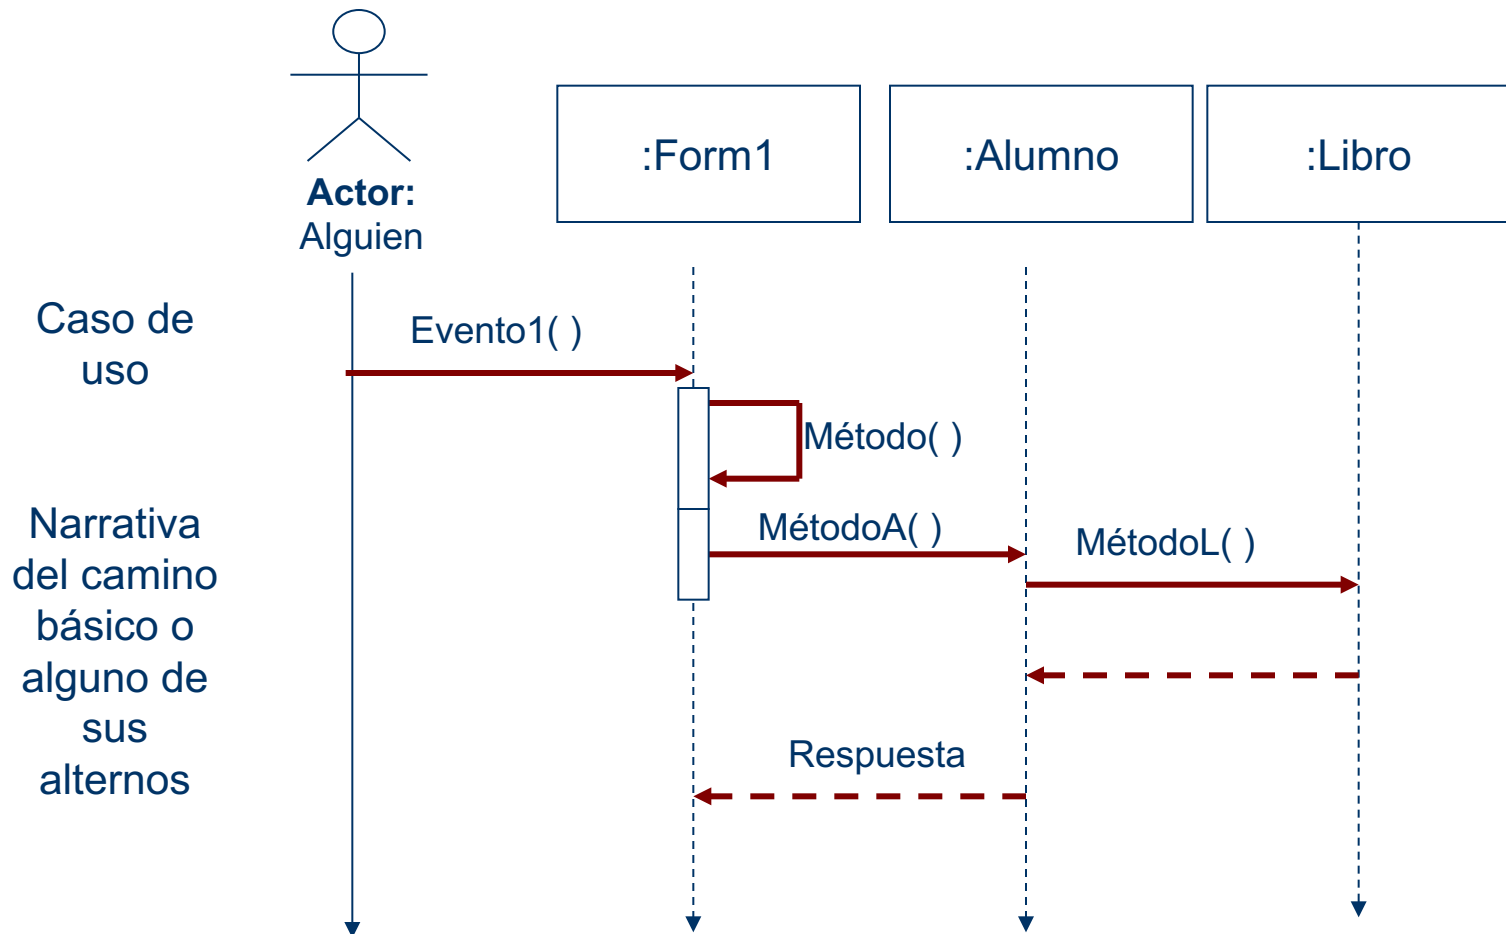 :Form1
:Alumno
:Libro
Actor:
Alguien
Caso de
uso
Evento1( )
Método( )
Narrativa
del camino
básico o
alguno de
sus
alternos
MétodoA( )
MétodoL( )
Respuesta